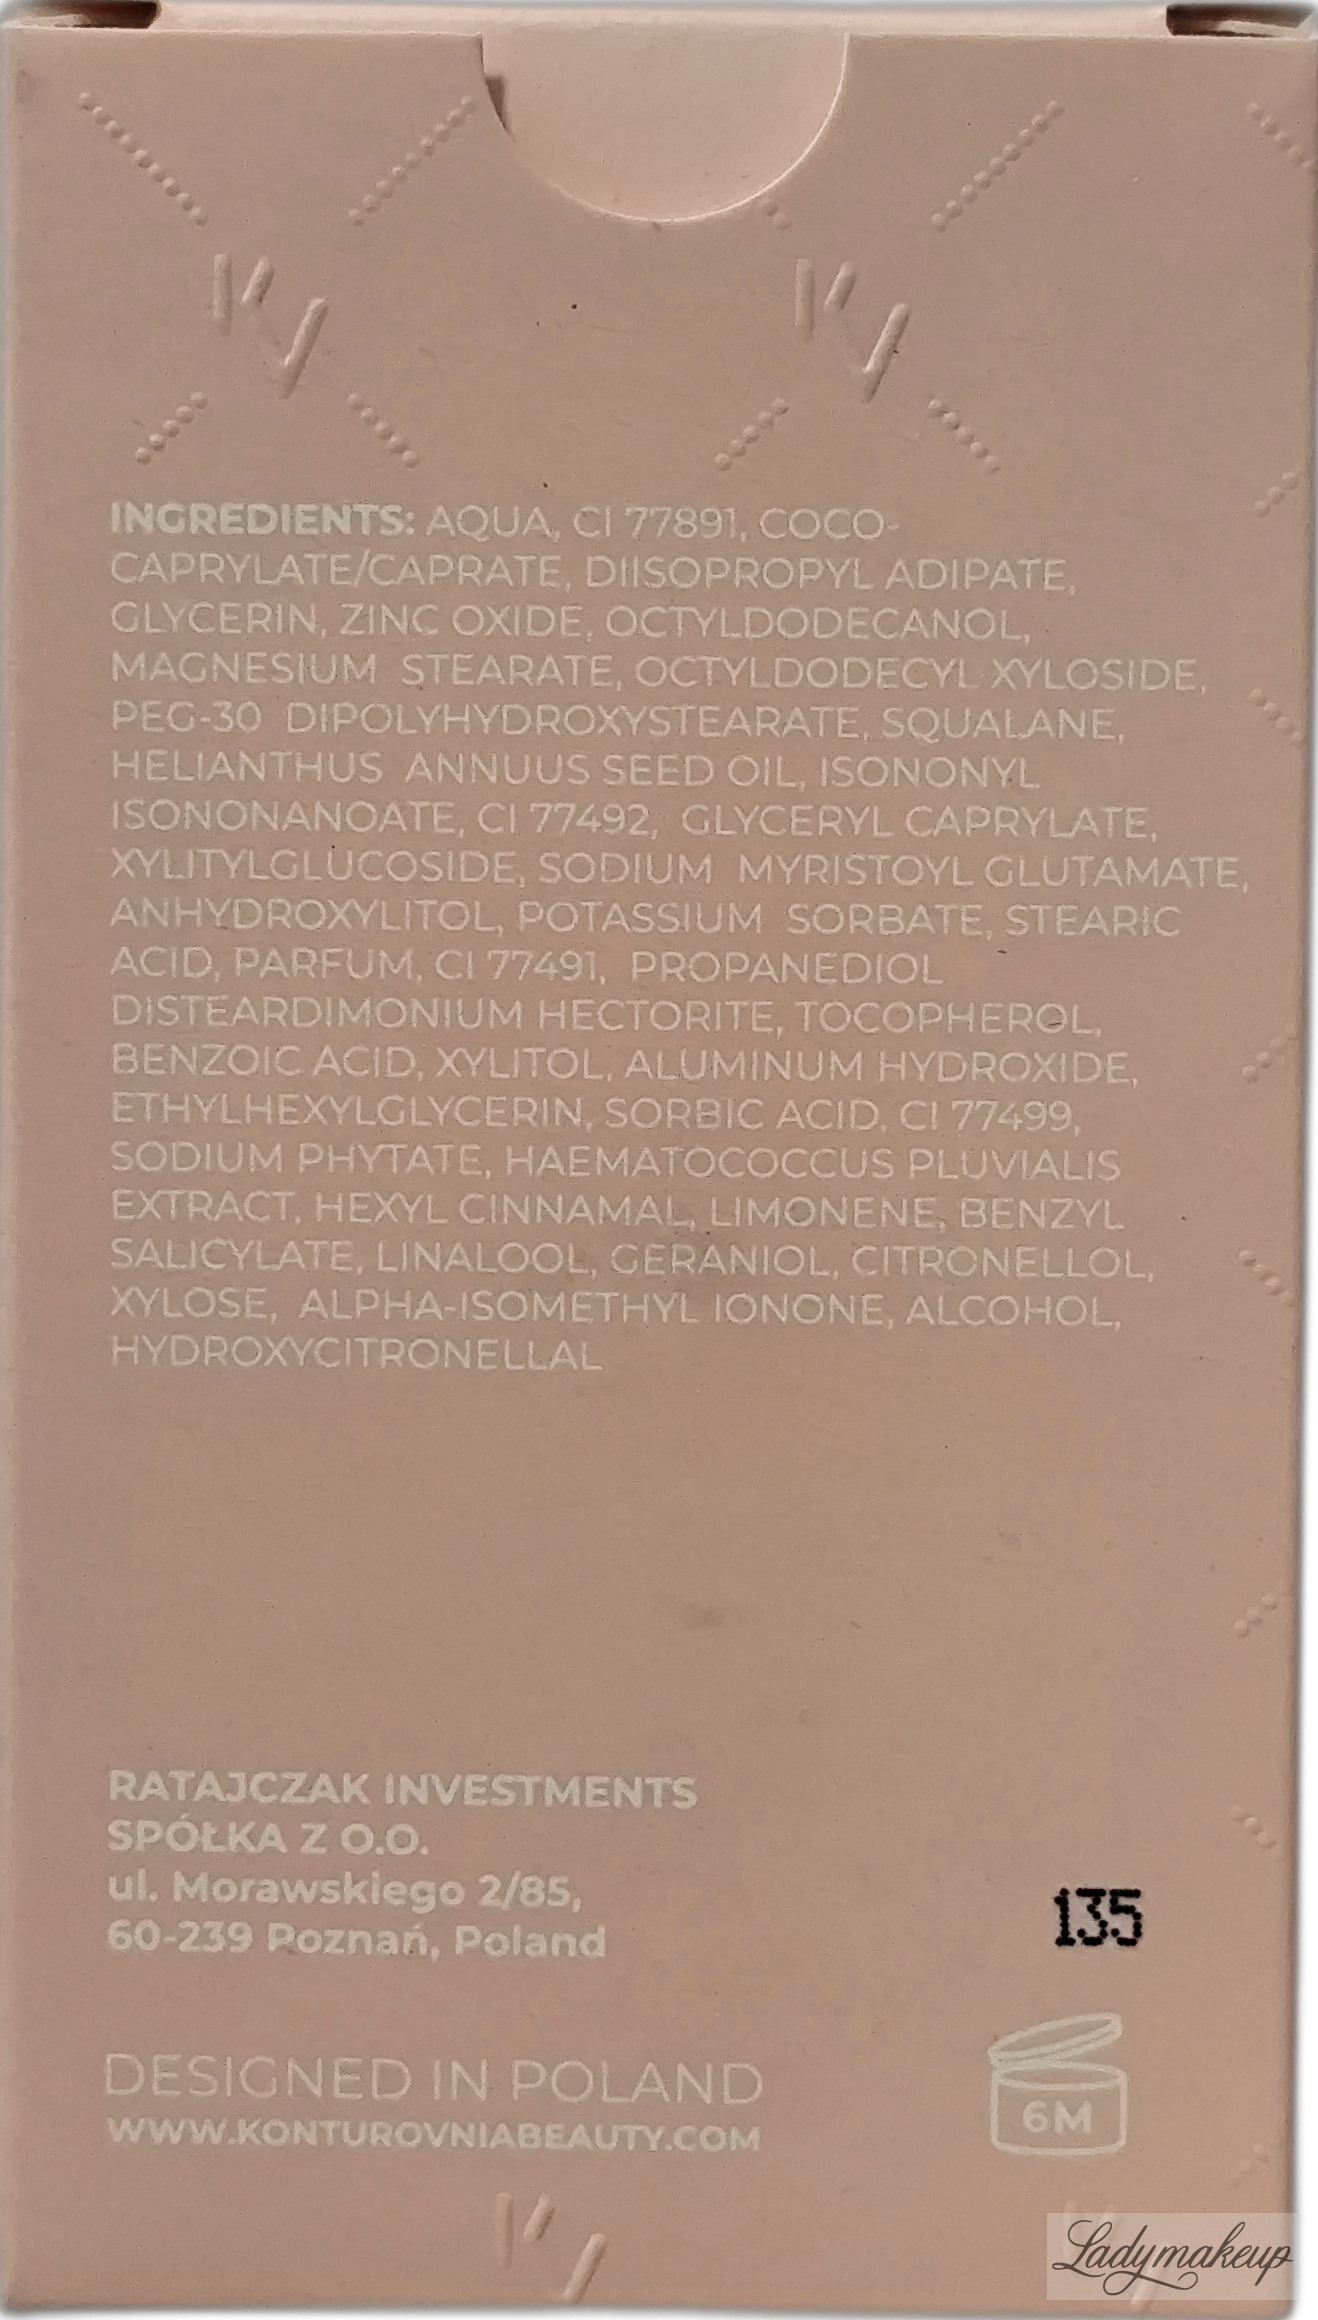 INGREDIENTS: AQUA, CI 77891, COCO-
CAPRYLATE/CAPRATE, DIISOPROPYL ADIPATE,
GLYCERIN, ZINC OXIDE, OCTYLDODECANOL,
MAGNESIUM STEARATE, OCTYLDODECYL XYLOSIDE,
PEG-30 DIPOLYHYDROXYSTEARATE, SQUALANE,
HELIANTHUS ANNUUS SEED OIL, ISONONYL
ISONONANOATE, CI 77492, GLYCERYL CAPRYLATE,
XYLITYLGLUCOSIDE, SODIUM MYRISTOYL GLUTAMATE,
ANHYDROXYLITOL, POTASSIUM SORBATE, STEARIC
ACID, PARFUM, CI 77491, PROPANEDIOL
DISTEARDIMONIUM HECTORITE, TOCOPHEROL,
BENZOIC ACID, XYLITOL, ALUMINUM HYDROXIDE,
ETHYLHEXYLGLYCERIN, SORBIC ACID, CI 77499,
SODIUM PHYTATE, HAEMATOCOCCUS PLUVIALIS
EXTRACT, HEXYL CINNAMAL, LIMONENE, BENZYL
SALICYLATE, LINALOOL, GERANIOL, CITRONELLOL,
XYLOSE, ALPHA-ISOMETHYL IONONE, ALCOHOL,
HYDROXYCITRONELLAL
RATAJCZAK INVESTMENTS
SPÓŁKA Z O.O.
ul. Morawskiego 2/85,
60-239 Poznań, Poland
135
DESIGNED IN POLAND
WWW.KONTUROVNIABEAUTY.COM
6M
Ladymakeup